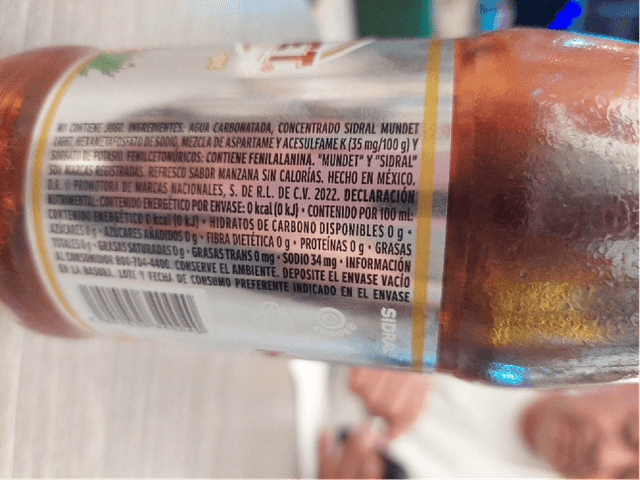 ET
NO CONTIENE JUGO. INGREDIENTES: AGUA CARBONATADA, CONCENTRADO SIDRAL MUNDET
LIGHT, HEXAMETAFOSFATO DE SODIO, MEZCLA DE ASPARTAME Y ACESULFAME K (35 mg/100 g) Y
SORBATO DE POTASIO. FENILCETONÚRICOS: CONTIENE FENILALANINA. "MUNDET" Y "SIDRAL"
SON MARCAS REGISTRADAS. REFRESCO SABOR MANZANA SIN CALORÍAS. HECHO EN MÉXICO.
D.R. © PROMOTORA DE MARCAS NACIONALES, S. DE R.L. DE C.V. 2022. DECLARACIÓN
NUTRIMENTAL: CONTENIDO ENERGÉTICO POR ENVASE: 0 kcal (0 kJ) • CONTENIDO POR 100 ml:
CONTENIDO ENERGÉTICO 0 kcal (0 kJ) • HIDRATOS DE CARBONO DISPONIBLES 0 g •
AZÚCARES 0 g • AZÚCARES AÑADIDOS 0 g • FIBRA DIETÉTICA 0 g • PROTEÍNAS 0 g • GRASAS
TOTALES 0 g • GRASAS SATURADAS 0 g • GRASAS TRANS 0 mg • SODIO 34 mg • INFORMACIÓN
AL CONSUMIDOR: 800-704-4400. CONSERVE EL AMBIENTE. DEPOSITE EL ENVASE VACÍO
EN LA BASURA. LOTE Y FECHA DE CONSUMO PREFERENTE INDICADO EN EL ENVASE
SIDRA